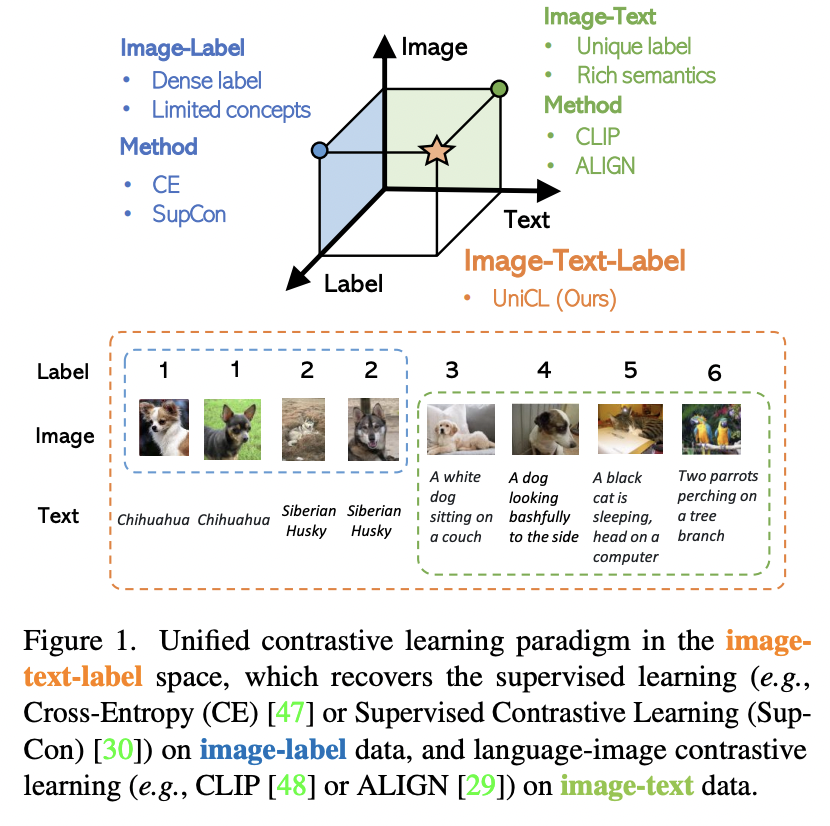 Image-Label
• Dense label
• Limited concepts
Method
• CE
• SupCon
Image
Text
Label
Image-Text
• Unique label
• Rich semantics
Method
• CLIP
• ALIGN
Image-Text-Label
• UniCL (Ours)
Label 1 1 2 2 3 4 5 6
Image
Text
Chihuahua
Chihuahua
Siberian
Husky
Siberian
Husky
A white
dog
sitting on
a couch
A dog
looking
bashfully
to the side
A black
cat is
sleeping,
head on a
computer
Two parrots
perching on
a tree
branch
Figure 1. Unified contrastive learning paradigm in the image-
text-label space, which recovers the supervised learning (e.g.,
Cross-Entropy (CE) [47] or Supervised Contrastive Learning (Sup-
Con) [30]) on image-label data, and language-image contrastive
learning (e.g., CLIP [48] or ALIGN [29]) on image-text data.